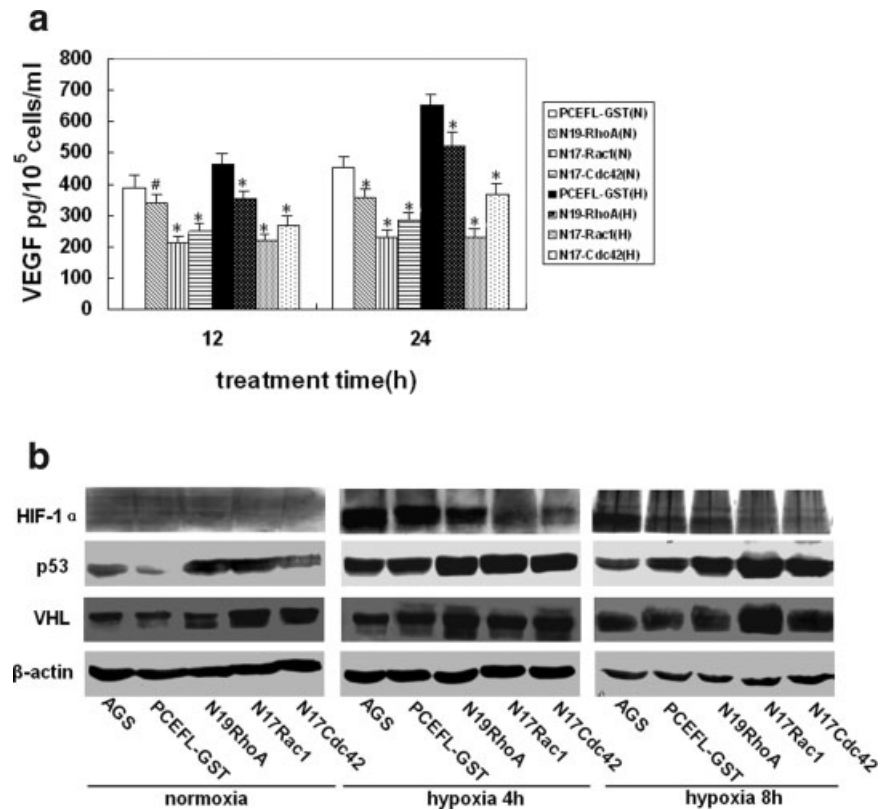 a
800
700
600
500
400
300
200
100
0
VEGF pg/10⁵ cells/ml
# * * * * *
* * * * * *
12 24
treatment time(h)
PCEFL-GST(N)
N19-RhoA(N)
N17-Rac1(N)
N17-Cdc42(N)
PCEFL-GST(H)
N19-RhoA(H)
N17-Rac1(H)
N17-Cdc42(H)
b
HIF-1 α
p53
VHL
β-actin
AGS PCEFL-GST N19RhoA N17Rac1 N17Cdc42 AGS PCEFL-GST N19RhoA N17Rac1 N17Cdc42 AGS PCEFL-GST N19RhoA N17Rac1 N17Cdc42
normoxia hypoxia 4h hypoxia 8h